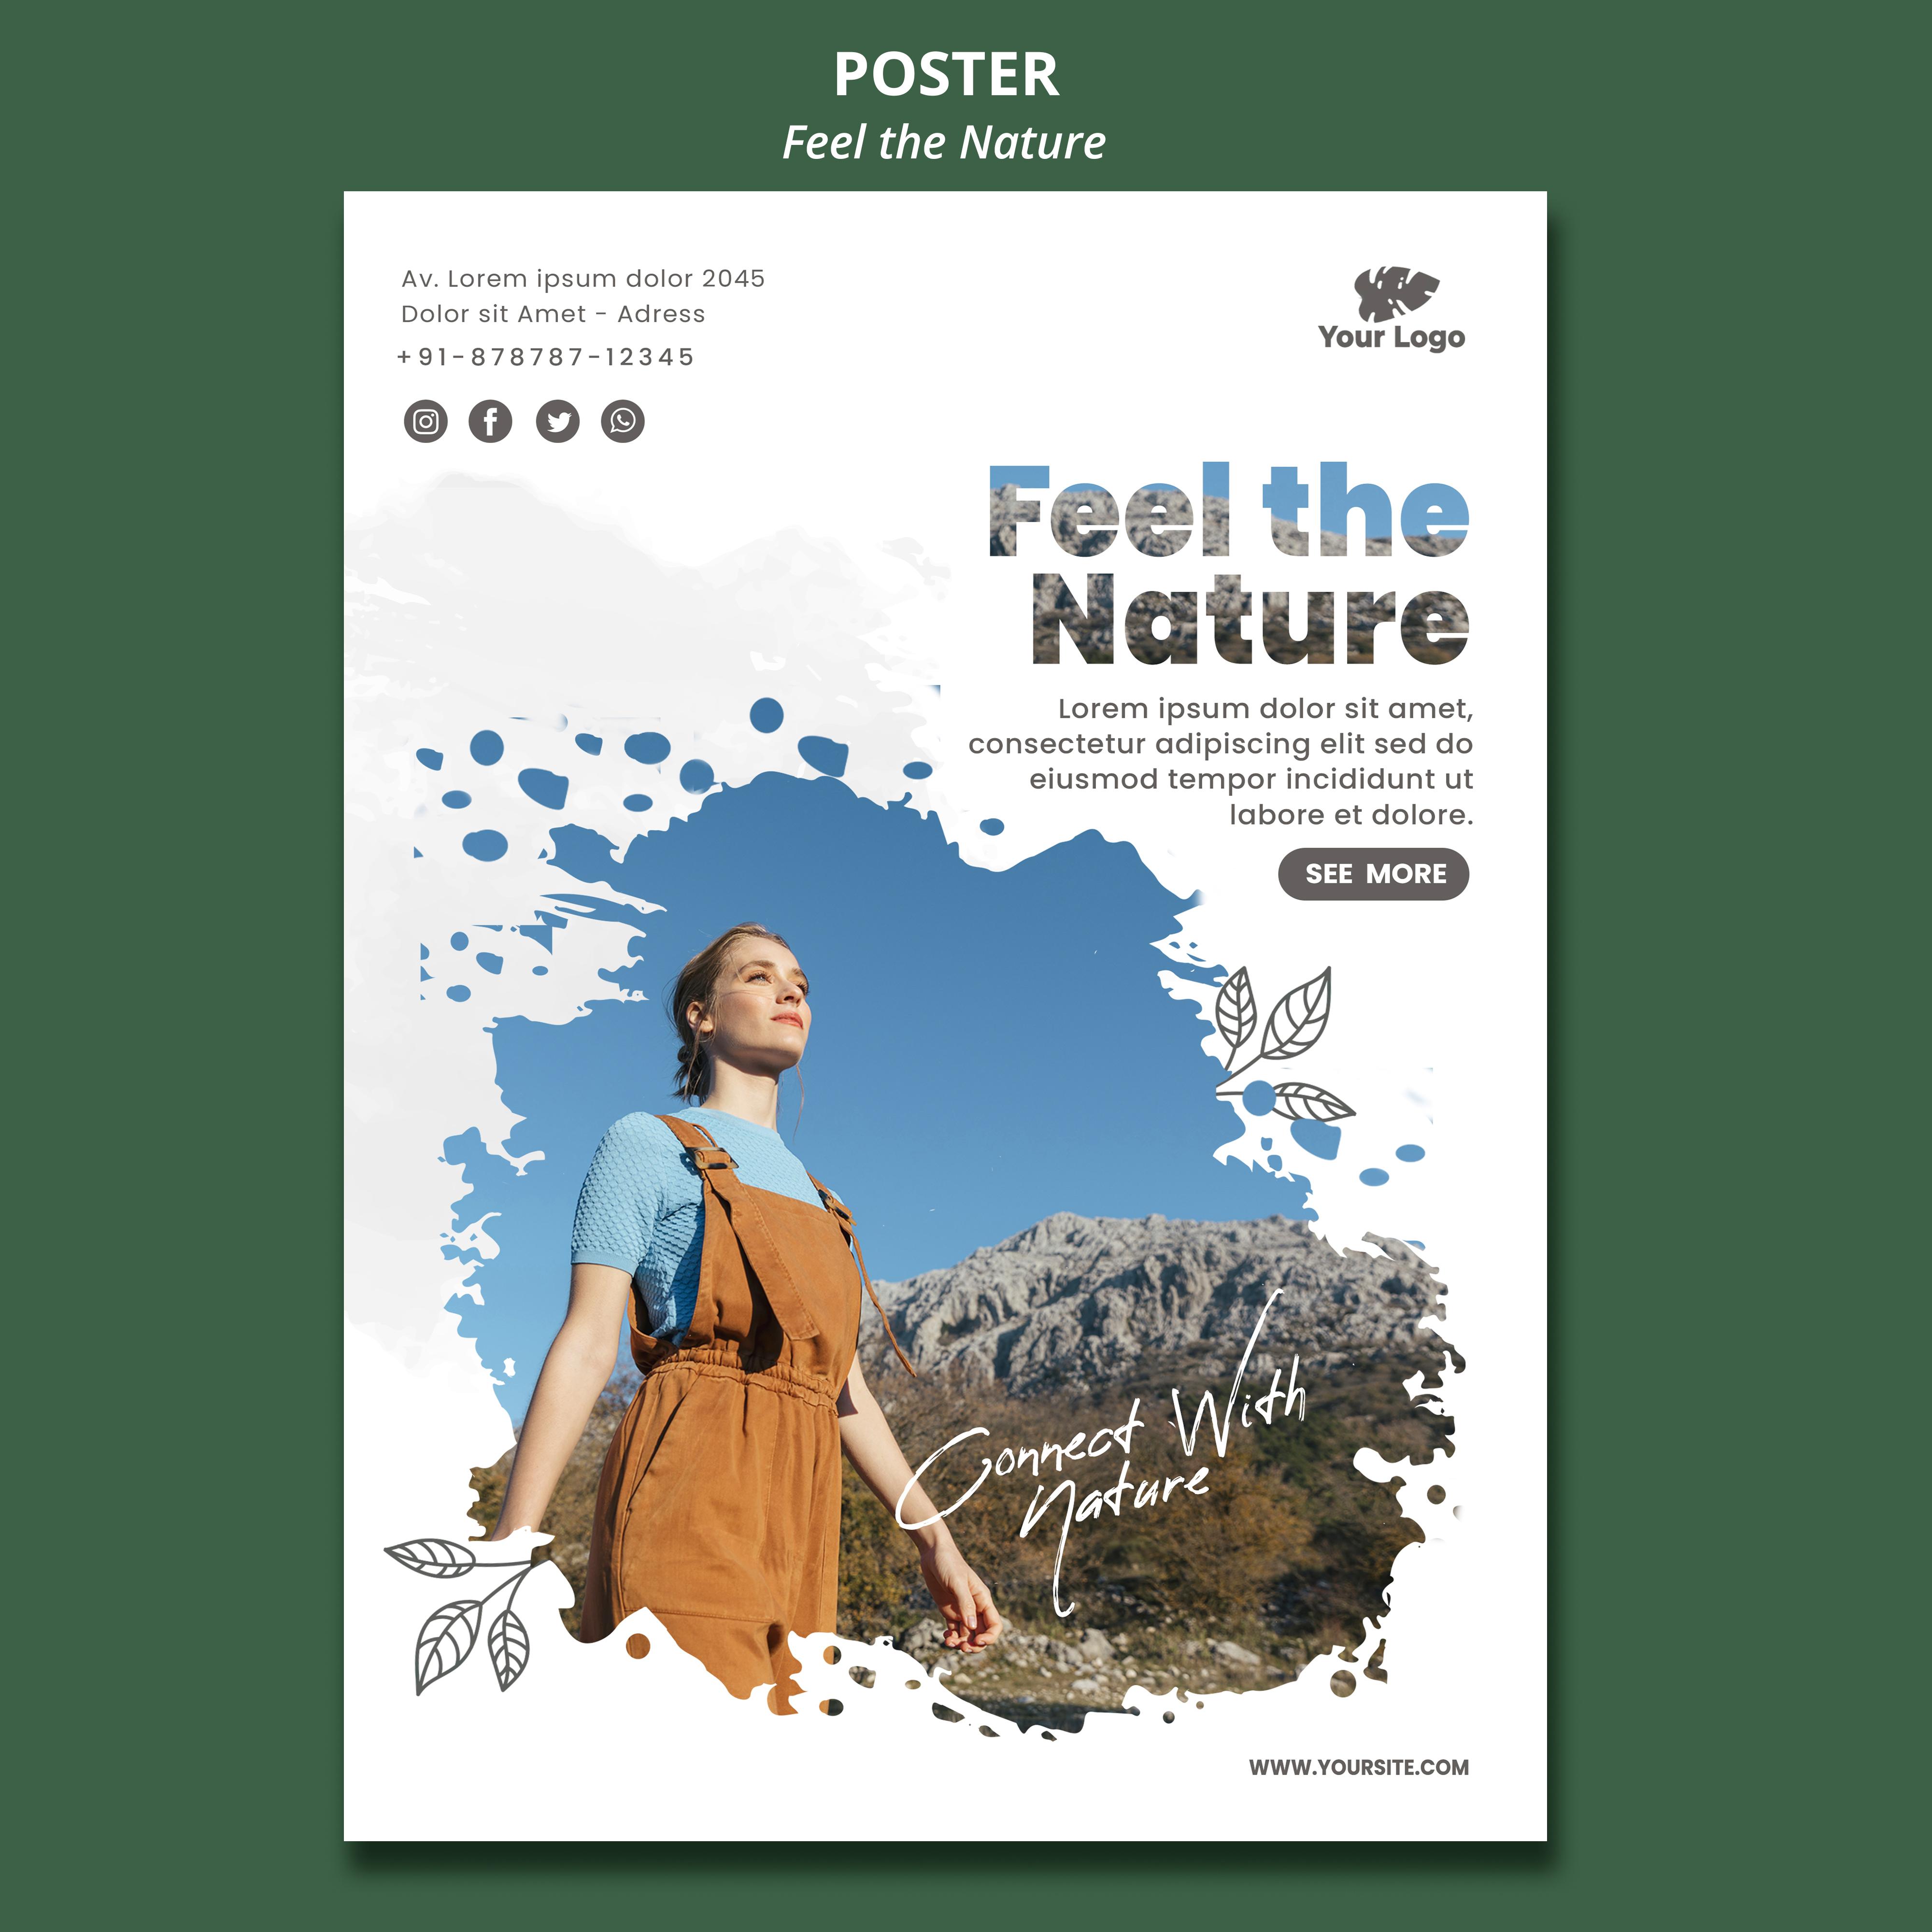 POSTER
Feel the Nature
Av. Lorem ipsum dolor 2045
Dolor sit Amet - Adress
+91-878787-12345
Your Logo
Feel the
Nature
Lorem ipsum dolor sit amet,
consectetur adipiscing elit sed do
eiusmod tempor incididunt ut
labore et dolore.
SEE MORE
Connect With
Nature
WWW.YOURSITE.COM